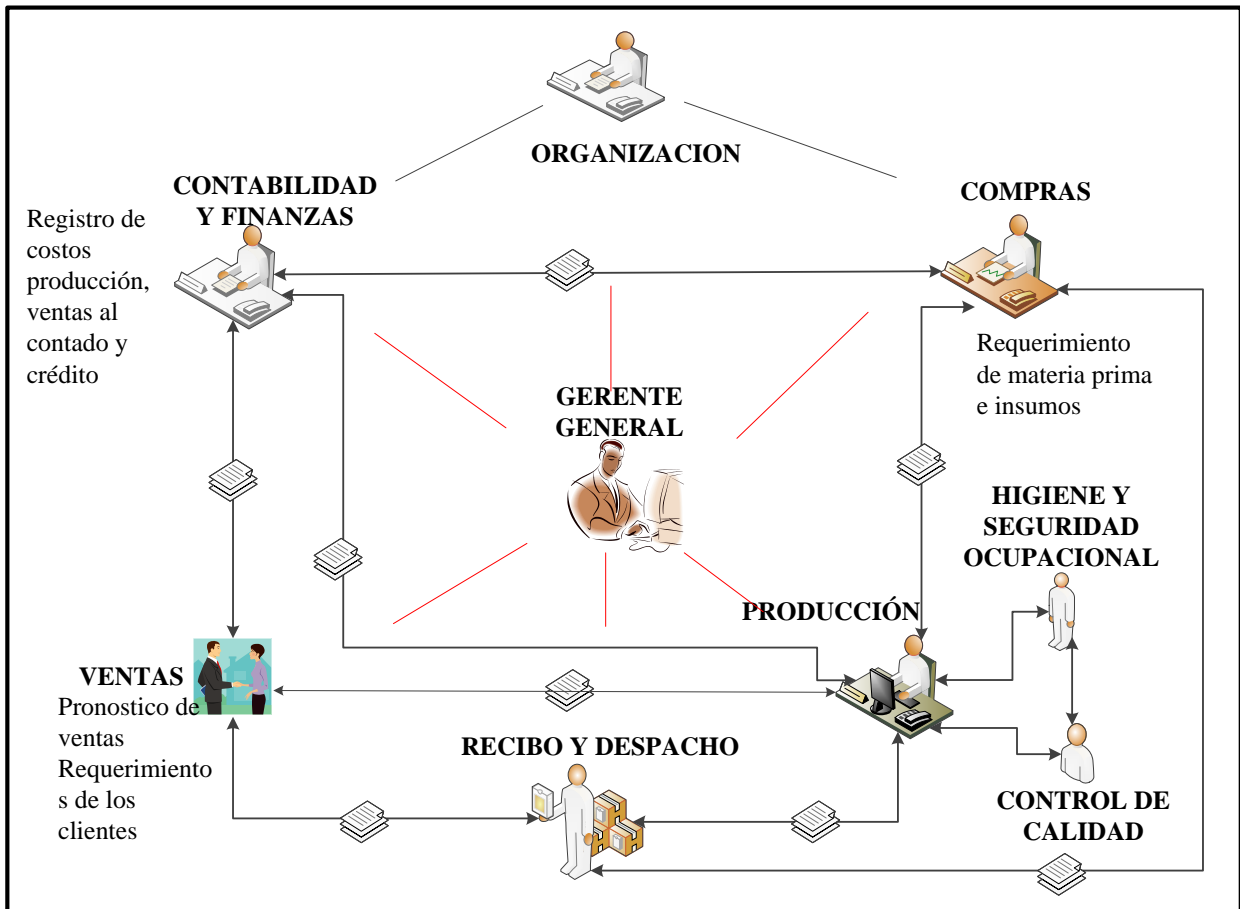 ORGANIZACION
CONTABILIDAD
Y FINANZAS
Registro de
costos
producción,
ventas al
contado y
crédito
COMPRAS
Requerimiento
de materia prima
e insumos
GERENTE
GENERAL
HIGIENE Y
SEGURIDAD
OCUPACIONAL
PRODUCCIÓN
VENTAS
Pronostico de
ventas
Requerimiento
s de los
clientes
RECIBO Y DESPACHO
CONTROL DE
CALIDAD